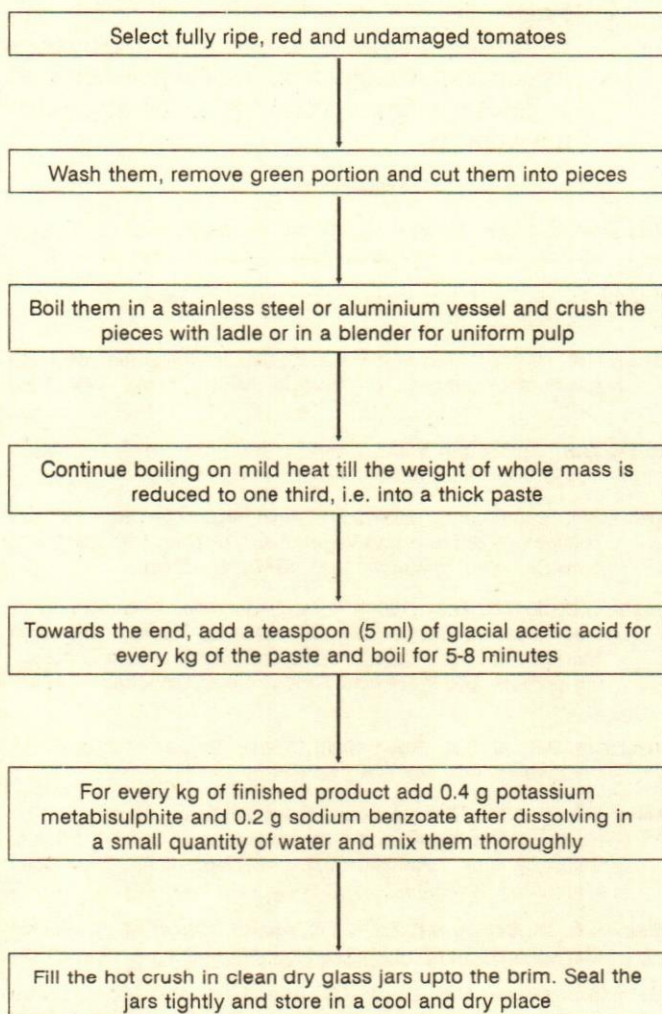 Select fully ripe, red and undamaged tomatoes
Wash them, remove green portion and cut them into pieces
Boil them in a stainless steel or aluminium vessel and crush the
pieces with ladle or in a blender for uniform pulp
Continue boiling on mild heat till the weight of whole mass is
reduced to one third, i.e. into a thick paste
Towards the end, add a teaspoon (5 ml) of glacial acetic acid for
every kg of the paste and boil for 5-8 minutes
For every kg of finished product add 0.4 g potassium
metabisulphite and 0.2 g sodium benzoate after dissolving in
a small quantity of water and mix them thoroughly
Fill the hot crush in clean dry glass jars upto the brim. Seal the
jars tightly and store in a cool and dry place